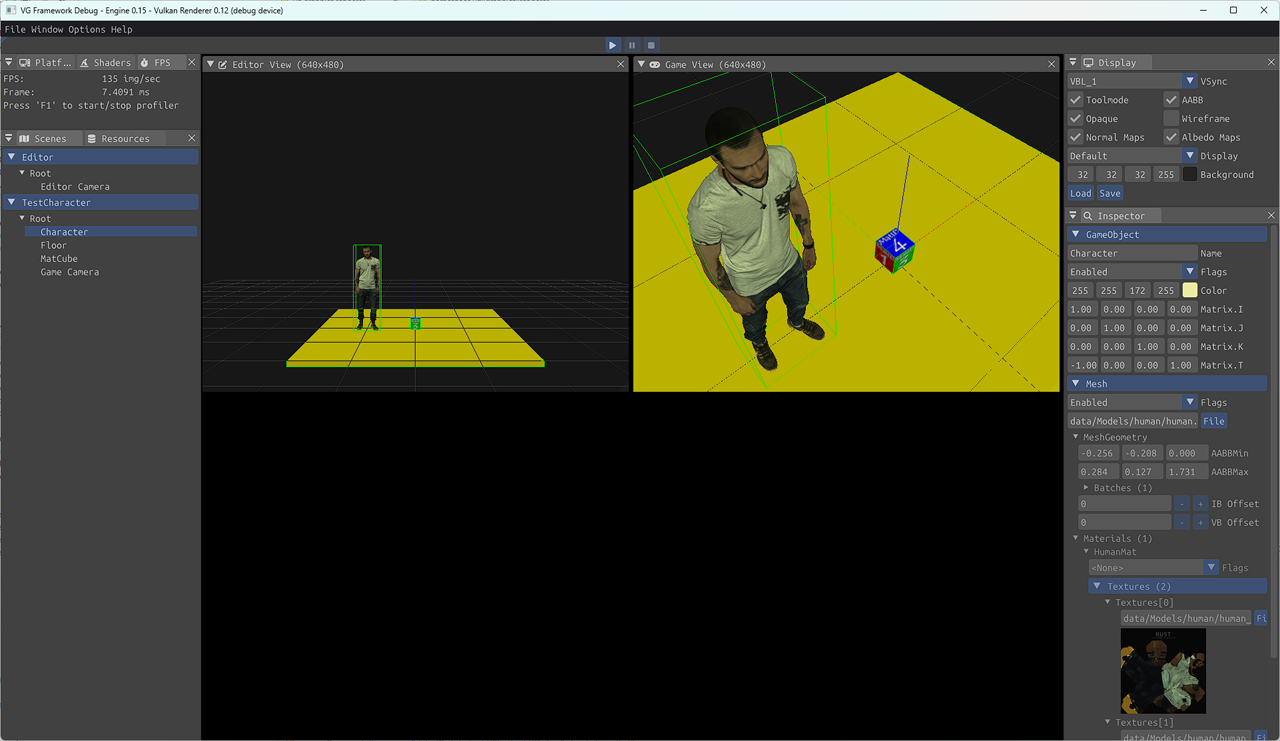 VG Framework Debug - Engine 0.15 - Vulkan Renderer 0.12 (debug device)
File Window Options Help
Platf... Shaders FPS
FPS: 135 img/sec
Frame: 7.4091 ms
Press 'F1' to start/stop profiler
Scenes Resources
Editor
Root
Editor Camera
TestCharacter
Root
Character
Floor
MatCube
Game Camera
Editor View (640x480)
Game View (640x480)
4
Display
VBL_1 VSync
Toolmode AABB
Opaque Wireframe
Normal Maps Albedo Maps
Default Display
32 32 32 255 Background
Load Save
Inspector
GameObject
Character Name
Enabled Flags
255 255 172 255 Color
1.00 0.00 0.00 0.00 Matrix.I
0.00 1.00 0.00 0.00 Matrix.J
0.00 0.00 1.00 0.00 Matrix.K
-1.00 0.00 0.00 1.00 Matrix.T
Mesh
Enabled Flags
data/Models/human/human. File
MeshGeometry
-0.256 -0.208 0.000 AABBMin
0.284 0.127 1.731 AABBMax
Batches (1)
0 - + IB Offset
0 - + VB Offset
Materials (1)
HumanMat
<None> Flags
Textures (2)
Textures[0]
data/Models/human/human_ Fi
RUST
Textures[1]
data/Models/human/human Fi